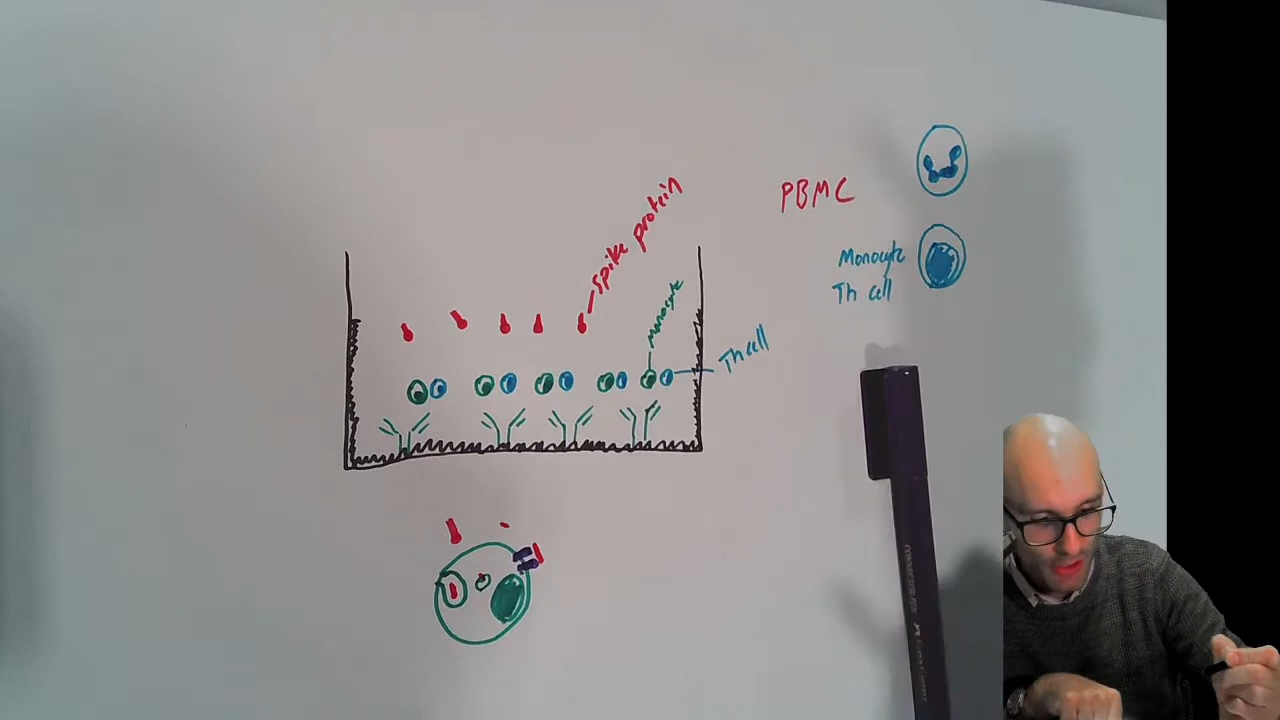 PBMC
Monocyte
Th cell
Spike protein
monocyte
Th cell